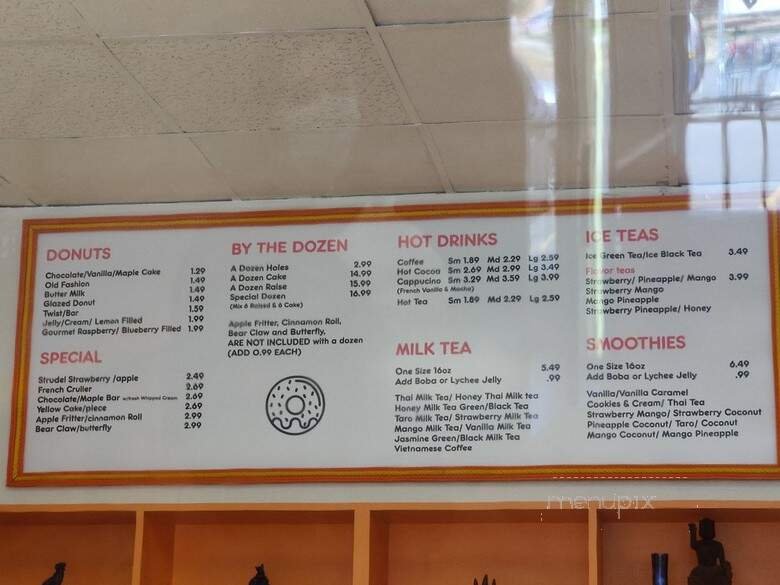 DONUTS
Chocolate/Vanilla/Maple Cake 1.29
Old Fashion 1.49
Butter Milk 1.49
Glazed Donut 1.49
Twist/Bar 1.59
Jelly/Cream/ Lemon Filled 1.99
Gourmet Raspberry/ Blueberry Filled 1.99
SPECIAL
Strudel Strawberry /apple 2.49
French Cruller 2.69
Chocolate/Maple Bar w/fresh Whipped Cream 2.69
Yellow Cake/piece 2.69
Apple Fritter/cinnamon Roll 2.99
Bear Claw/butterfly 2.99
BY THE DOZEN
A Dozen Holes 2.99
A Dozen Cake 14.99
A Dozen Raise 15.99
Special Dozen 16.99
(Mix 6 Raised & 6 Cake)
Apple Fritter, Cinnamon Roll,
Bear Claw and Butterfly,
ARE NOT INCLUDED with a dozen
(ADD 0.99 EACH)
HOT DRINKS
Coffee Sm 1.89 Md 2.29 Lg 2.59
Hot Cocoa Sm 2.69 Md 2.99 Lg 3.49
Cappucino Sm 3.29 Md 3.59 Lg 3.99
(French Vanilla & Mocha)
Hot Tea Sm 1.89 Md 2.29 Lg 2.59
MILK TEA
One Size 16oz 5.49
Add Boba or Lychee Jelly .99
Thai Milk Tea/ Honey Thai Milk tea
Honey Milk Tea Green/Black Tea
Taro Milk Tea/ Strawberry Milk Tea
Mango Milk Tea/ Vanilla Milk Tea
Jasmine Green/Black Milk Tea
Vietnamese Coffee
ICE TEAS
Ice Green Tea/Ice Black Tea 3.49
Flavor teas
Strawberry/ Pineapple/ Mango 3.99
Strawberry Mango
Mango Pineapple
Strawberry Pineapple/ Honey
SMOOTHIES
One Size 16oz 6.49
Add Boba or Lychee Jelly .99
Vanilla/Vanilla Caramel
Cookies & Cream/ Thai Tea
Strawberry Mango/ Strawberry Coconut
Pineapple Coconut/ Taro/ Coconut
Mango Coconut/ Mango Pineapple
menupix